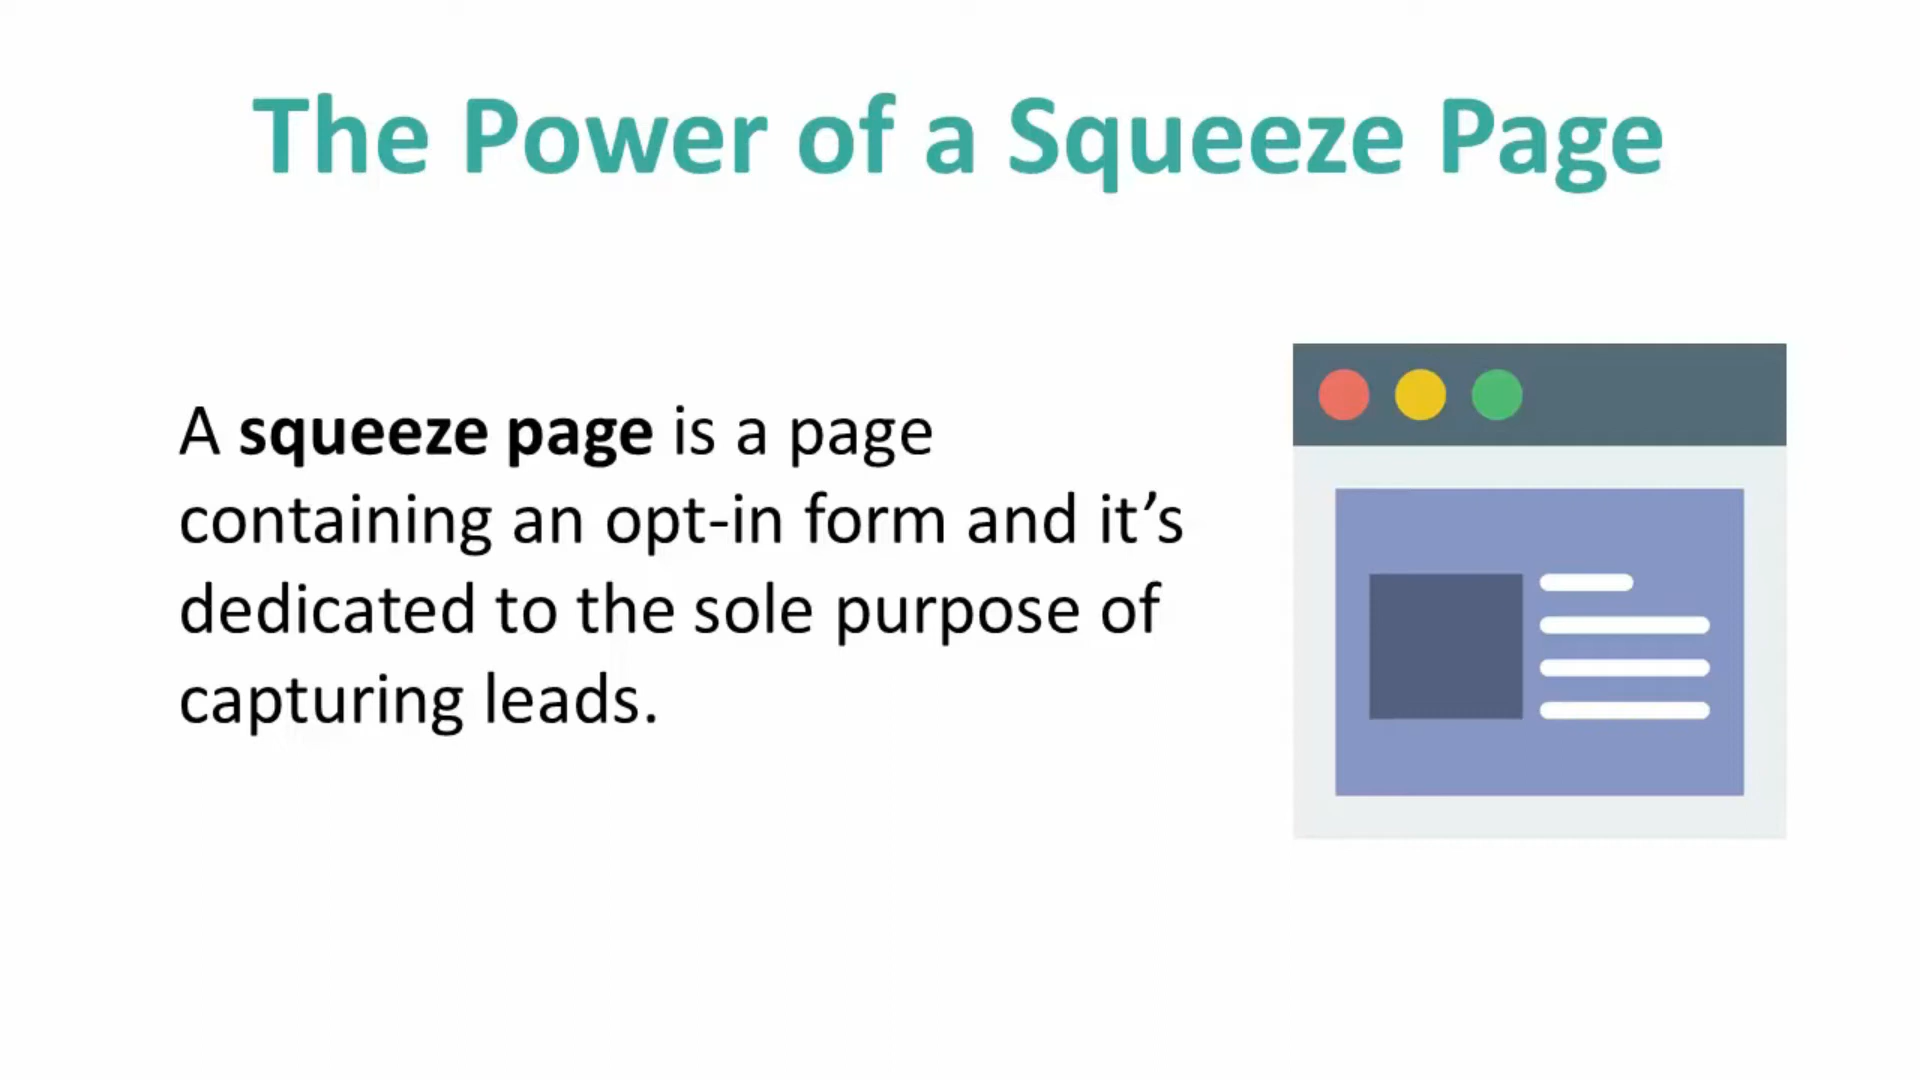 The Power of a Squeeze Page
A squeeze page is a page
containing an opt-in form and it’s
dedicated to the sole purpose of
capturing leads.